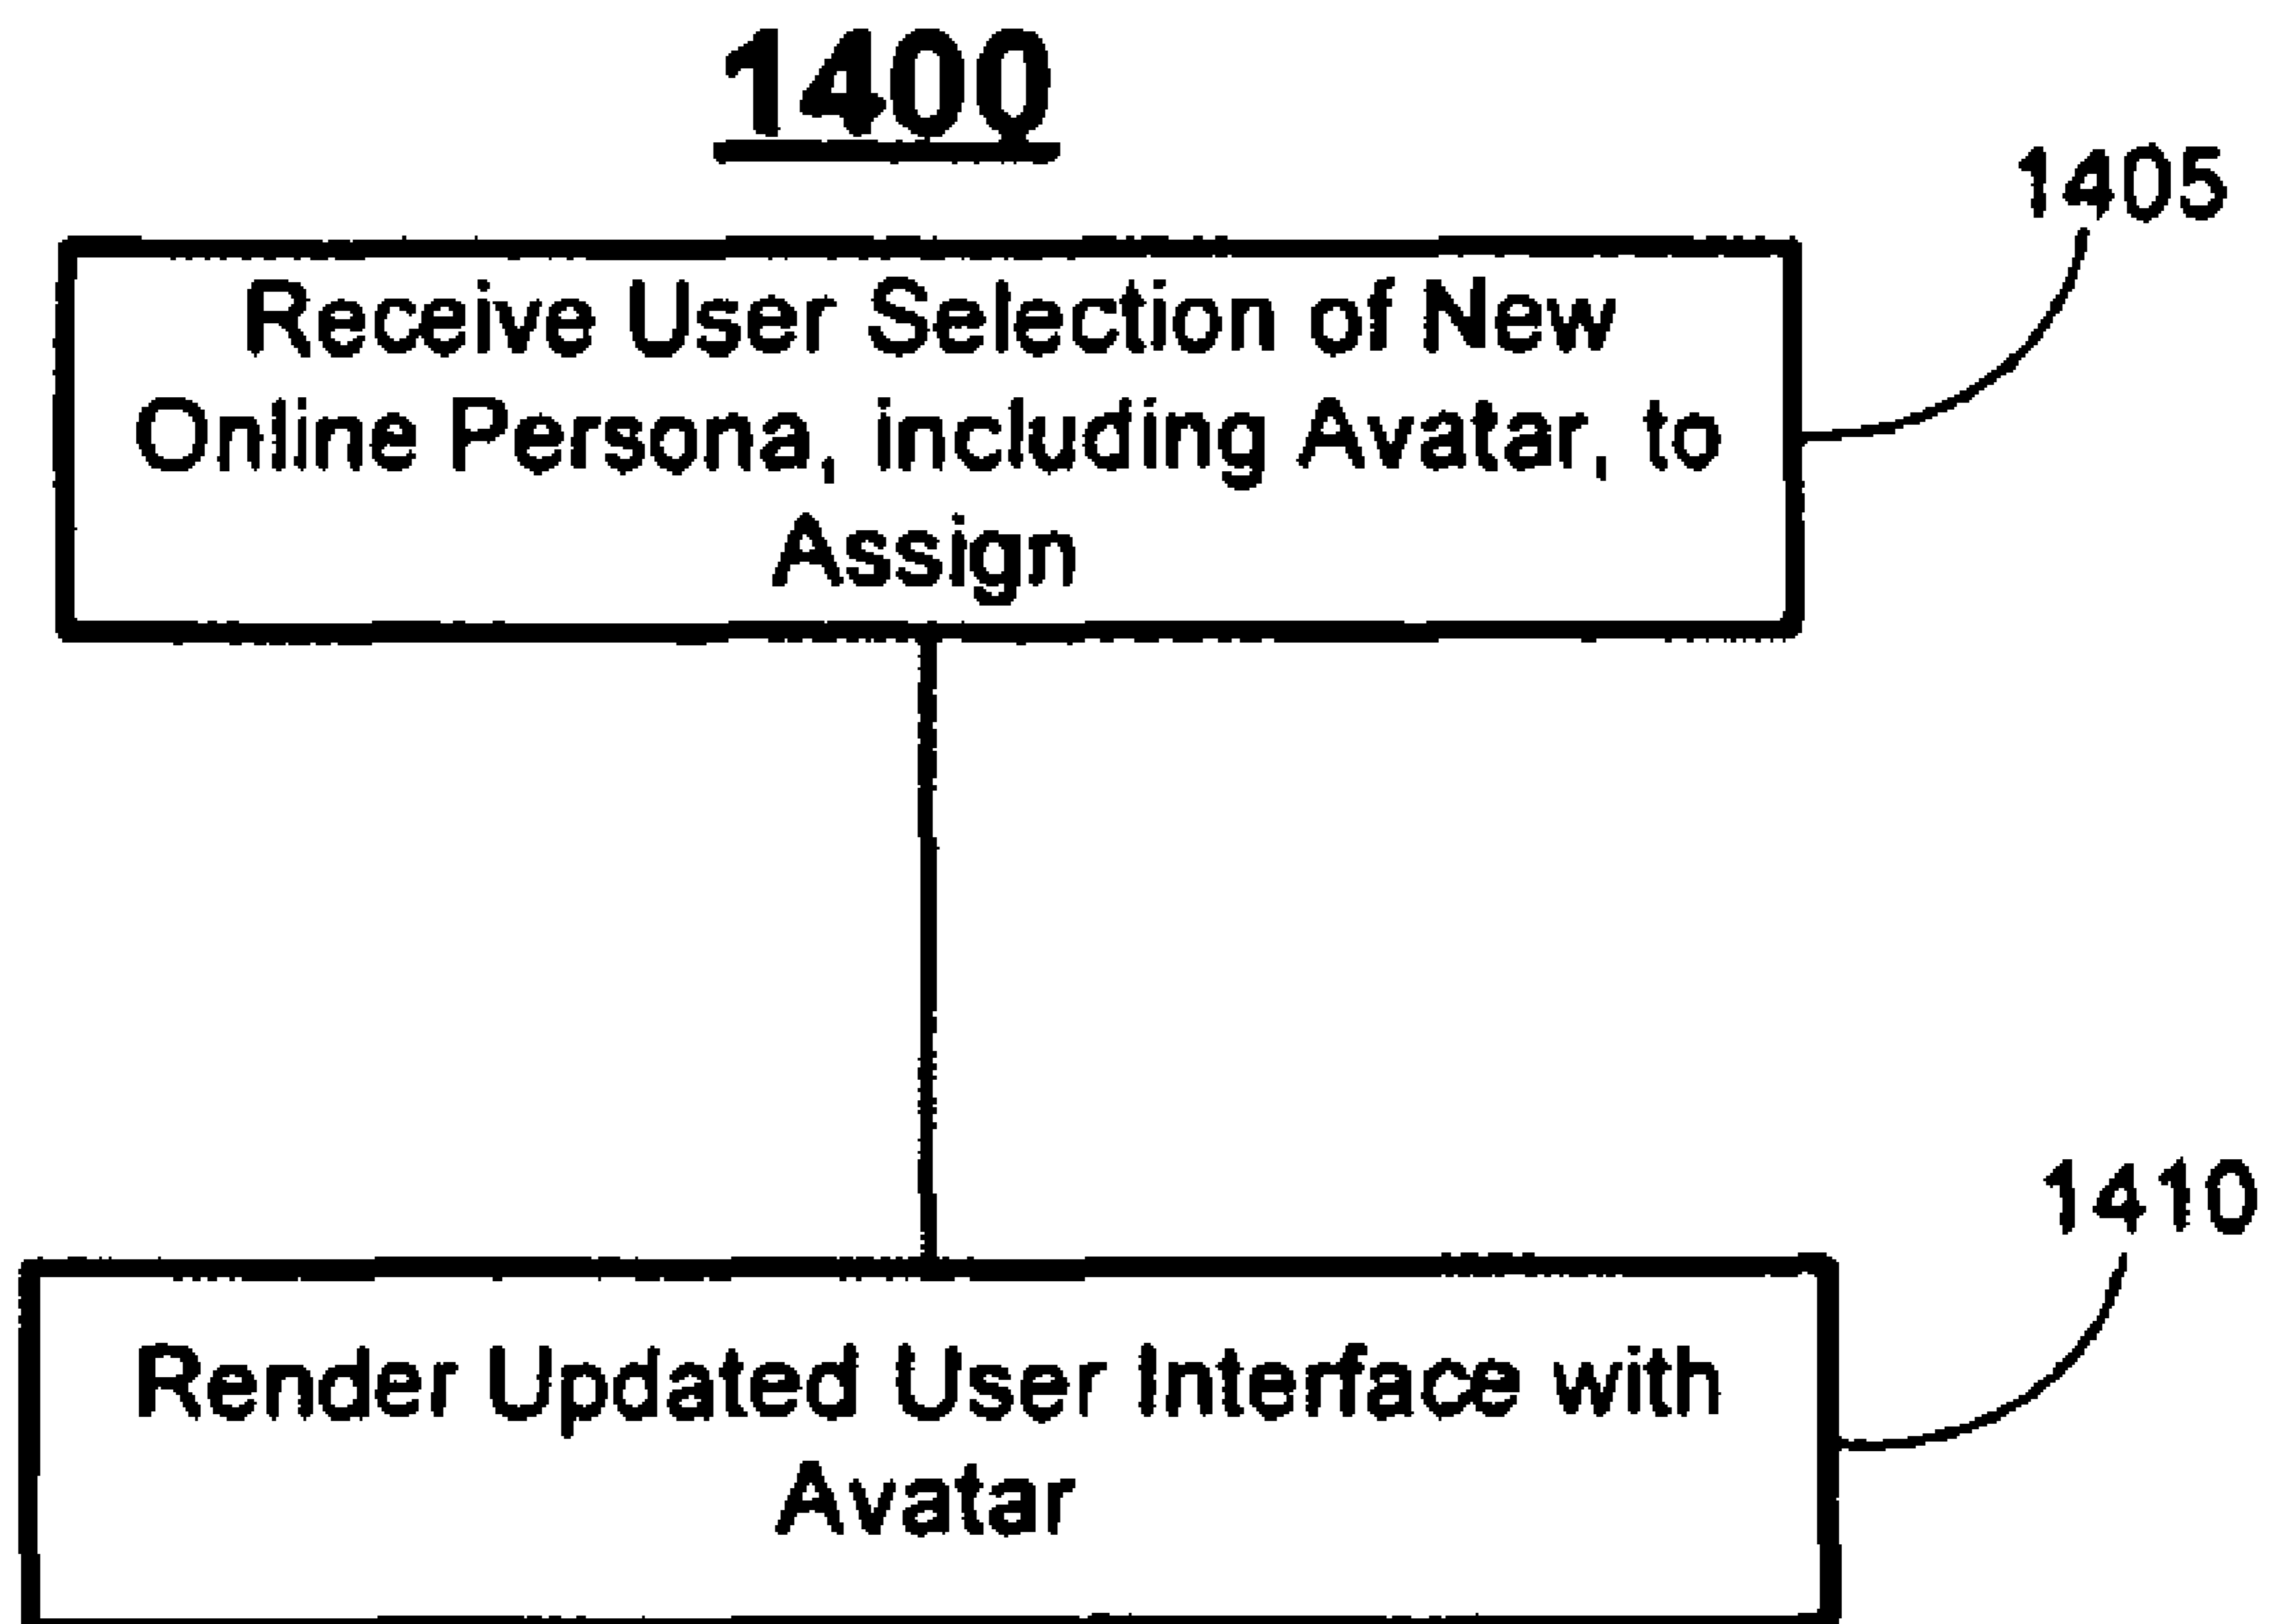 1400
1405
Receive User Selection of New
Online Persona, including Avatar, to
Assign
1410
Render Updated User Interface with
Avatar